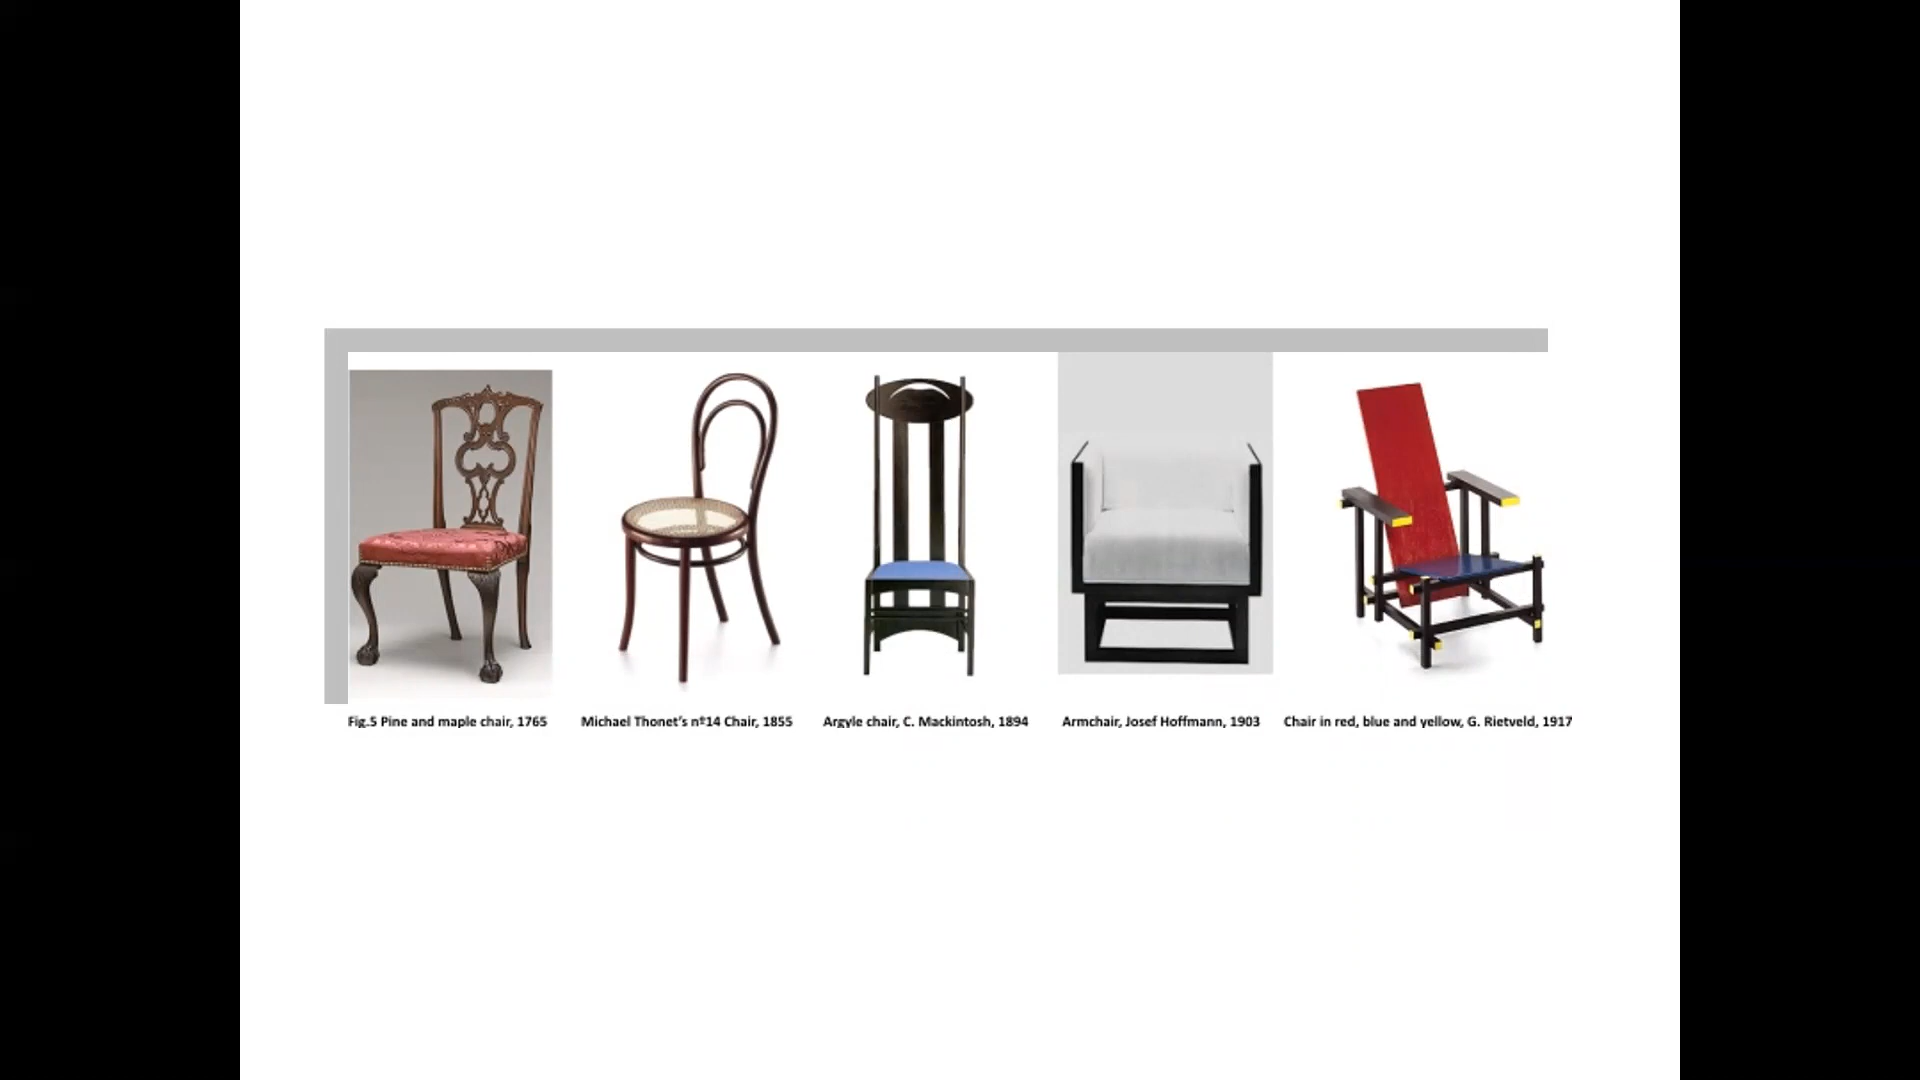 Fig.5 Pine and maple chair, 1765
Michael Thonet's nº14 Chair, 1855
Argyle chair, C. Mackintosh, 1894
Armchair, Josef Hoffmann, 1903
Chair in red, blue and yellow, G. Rietveld, 1917